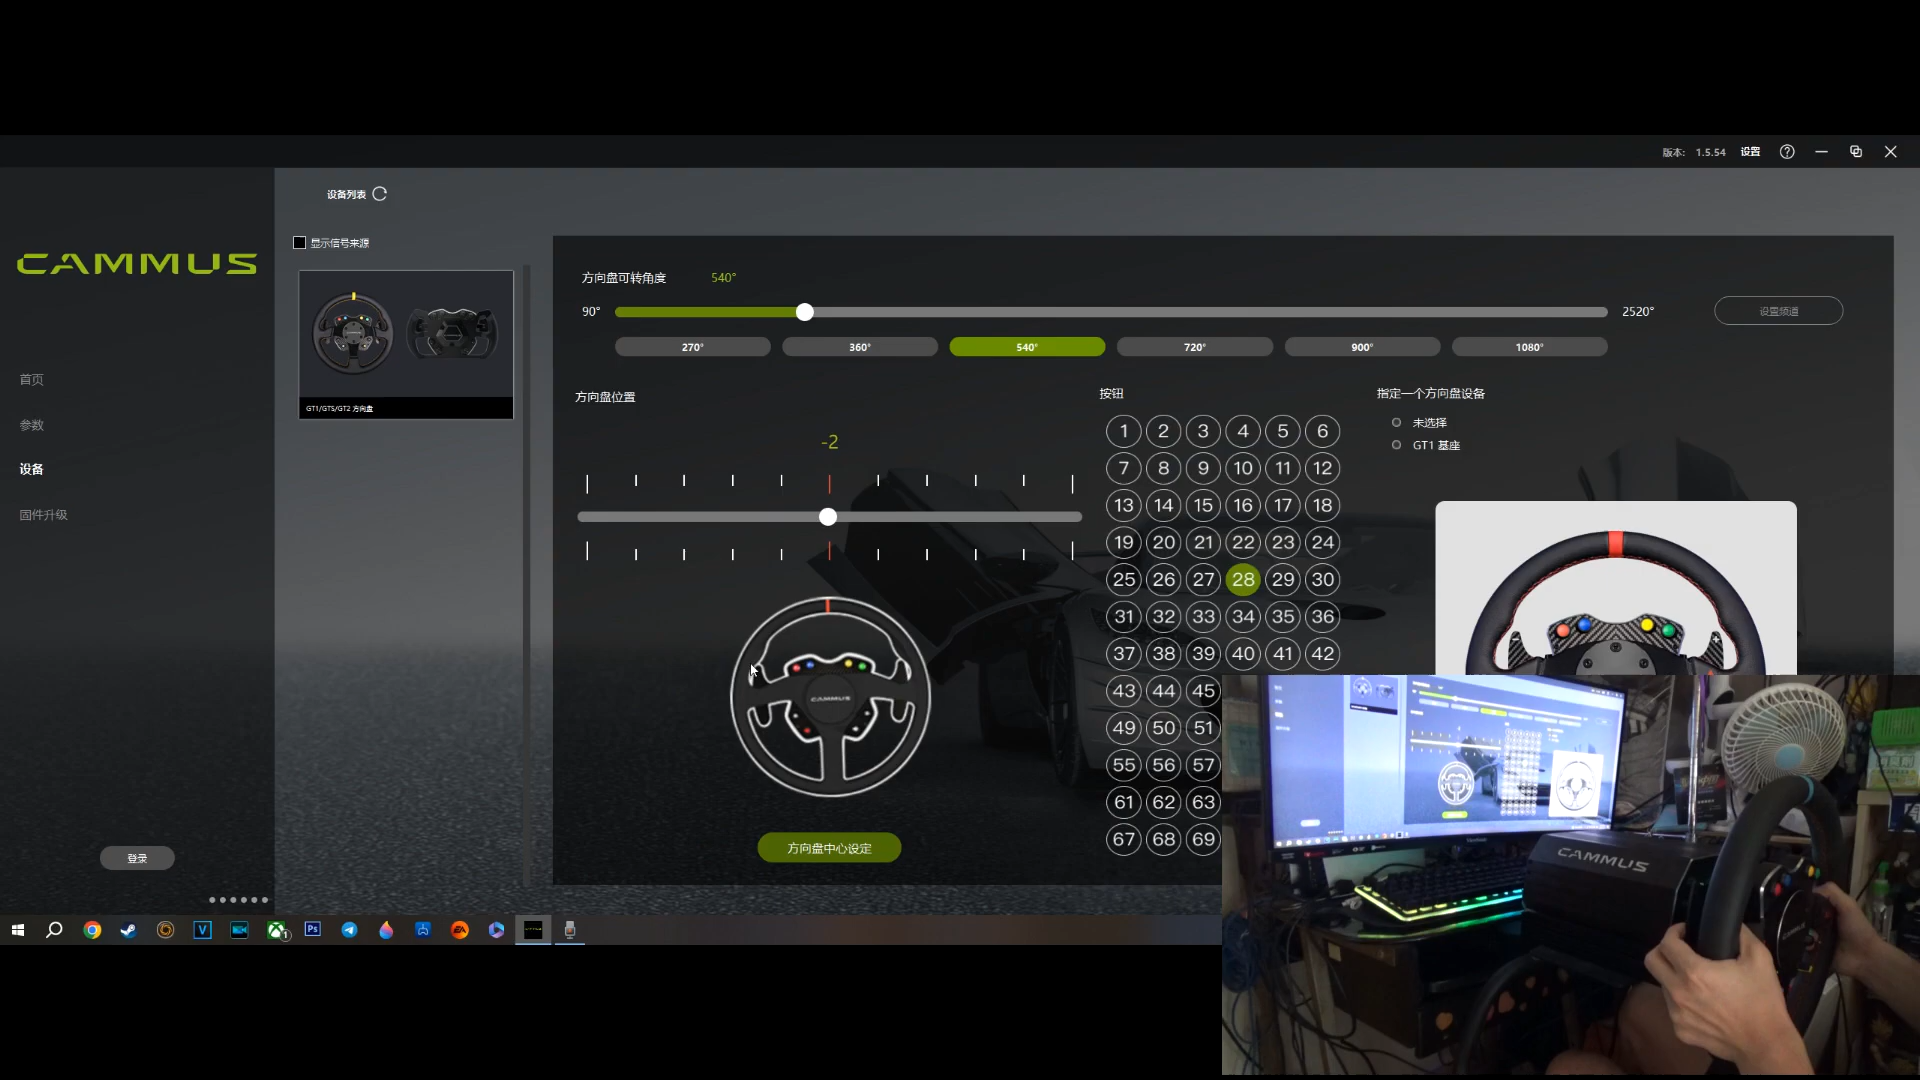 版本: 1.5.54 设置
设备列表
CAMMUS
显示信号来源
GT1/GTS/GT2 方向盘
首页
参数
设备
固件升级
登录
方向盘可转角度 540°
90° 2520° 设置频道
270° 360° 540° 720° 900° 1080°
方向盘位置
-2
CAMMUS
方向盘中心设定
按钮
1 2 3 4 5 6
7 8 9 10 11 12
13 14 15 16 17 18
19 20 21 22 23 24
25 26 27 28 29 30
31 32 33 34 35 36
37 38 39 40 41 42
43 44 45
49 50 51
55 56 57
61 62 63
67 68 69
指定一个方向盘设备
未选择
GT1 基座
CAMMUS
V
1
Ps
EA